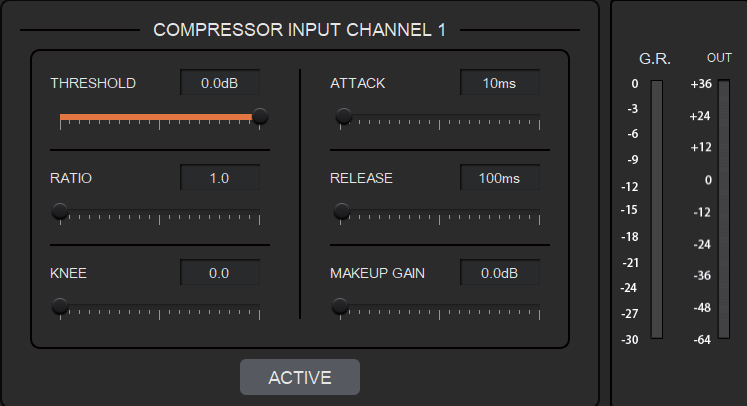 COMPRESSOR INPUT CHANNEL 1
THRESHOLD 0.0dB
ATTACK 10ms
RATIO 1.0
RELEASE 100ms
KNEE 0.0
MAKEUP GAIN 0.0dB
ACTIVE
G.R.
0
-3
-6
-9
-12
-15
-18
-21
-24
-27
-30
OUT
+36
+24
+12
0
-12
-24
-36
-48
-64